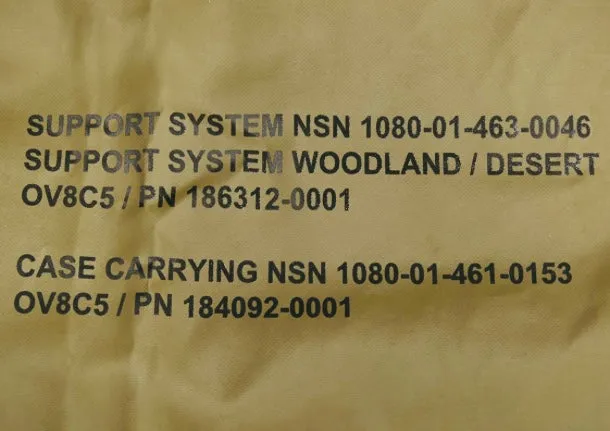 SUPPORT SYSTEM NSN 1080-01-463-0046
SUPPORT SYSTEM WOODLAND / DESERT
OV8C5 / PN 186312-0001
CASE CARRYING NSN 1080-01-461-0153
OV8C5 / PN 184092-0001